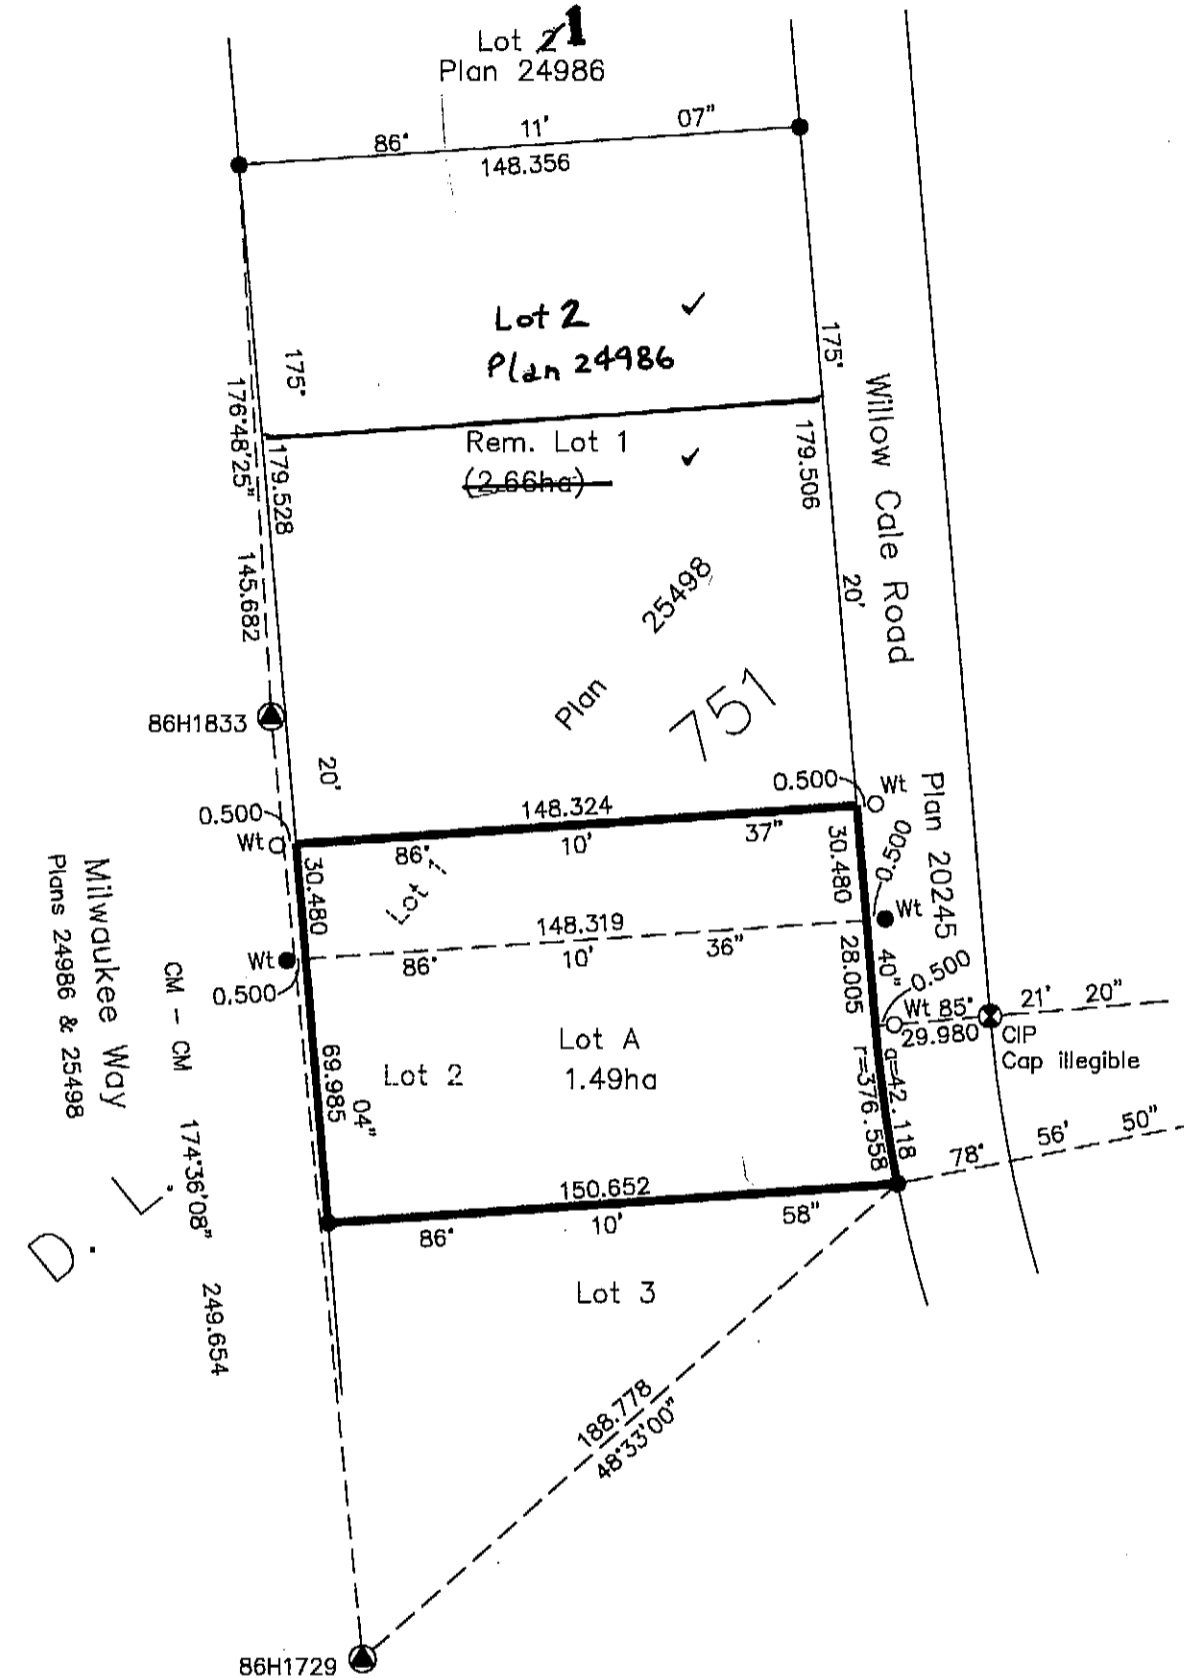 Lot 2 1
Plan 24986
86° 11' 07"
148.356
Lot 2 ✓
Plan 24986
175°
175°
176°48'25"
179.528
Rem. Lot 1 ✓
(2.66ha)
179.506
Willow Cale Road
145.682
20'
Plan 25498
751
86H1833
20'
0.500
Wt
148.324
86° 10' 37"
0.500
Wt
Plan 20245
30.480
Lot 1
30.480
0.500
Wt
148.319
86° 10' 36"
Wt
0.500
28.005
40"
0.500
Wt 85° 21' 20"
29.980
CIP
Cap illegible
Milwaukee Way
Plans 24986 & 25498
CM - CM 174°36'08" 249.654
Lot A
1.49ha
Lot 2
69.985
04"
r=376.558
a=42.118
D. L.
150.652
86° 10' 58"
78° 56' 50"
Lot 3
188.778
48°33'00"
86H1729